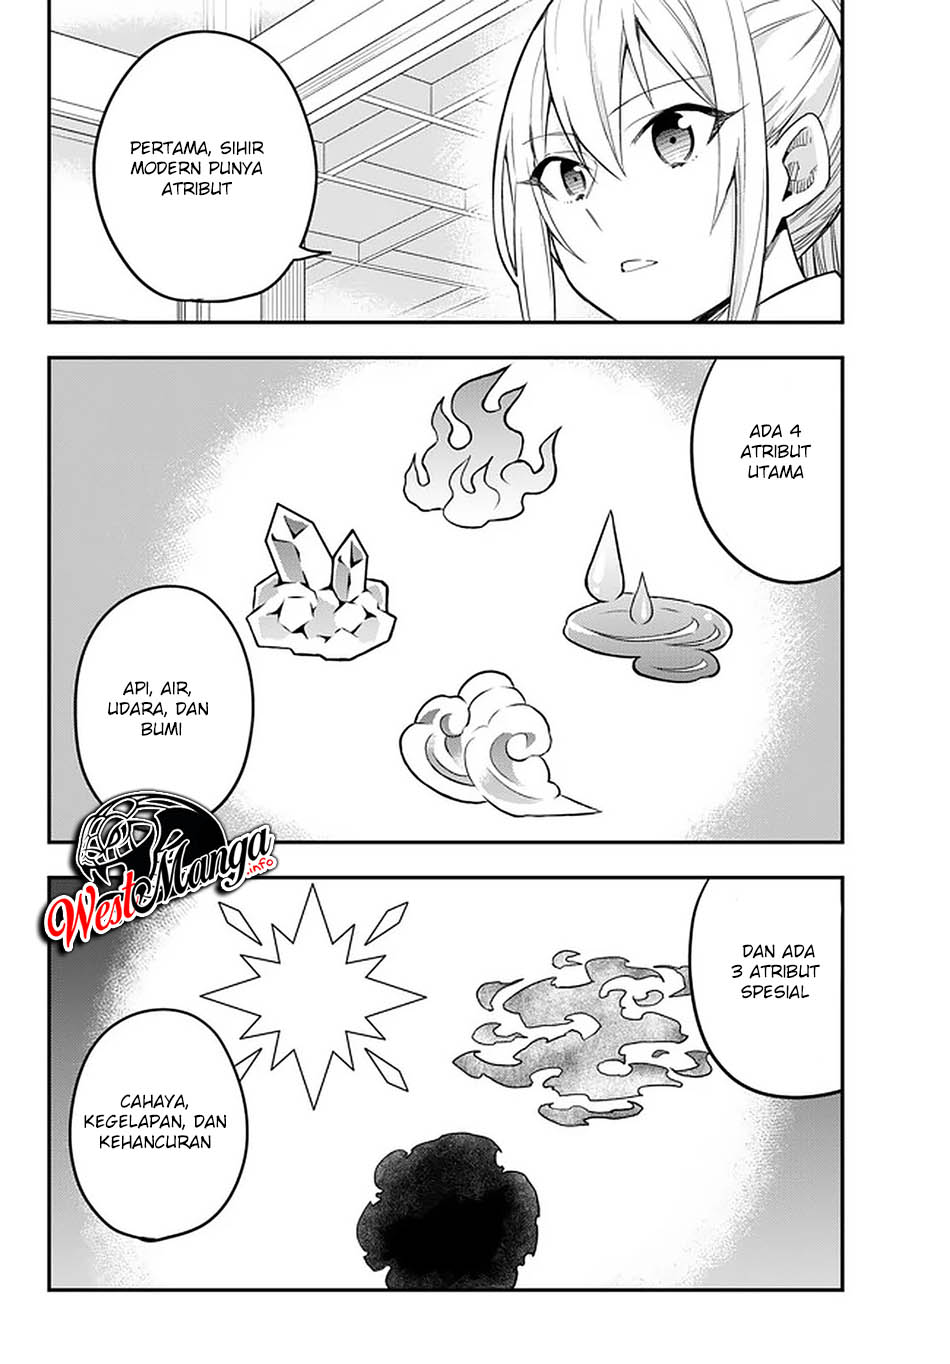 PERTAMA, SIHIR
MODERN PUNYA
ATRIBUT
ADA 4
ATRIBUT
UTAMA
API, AIR,
UDARA, DAN
BUMI
WESTMANGA
.info
DAN ADA
3 ATRIBUT
SPESIAL
CAHAYA,
KEGELAPAN, DAN
KEHANCURAN